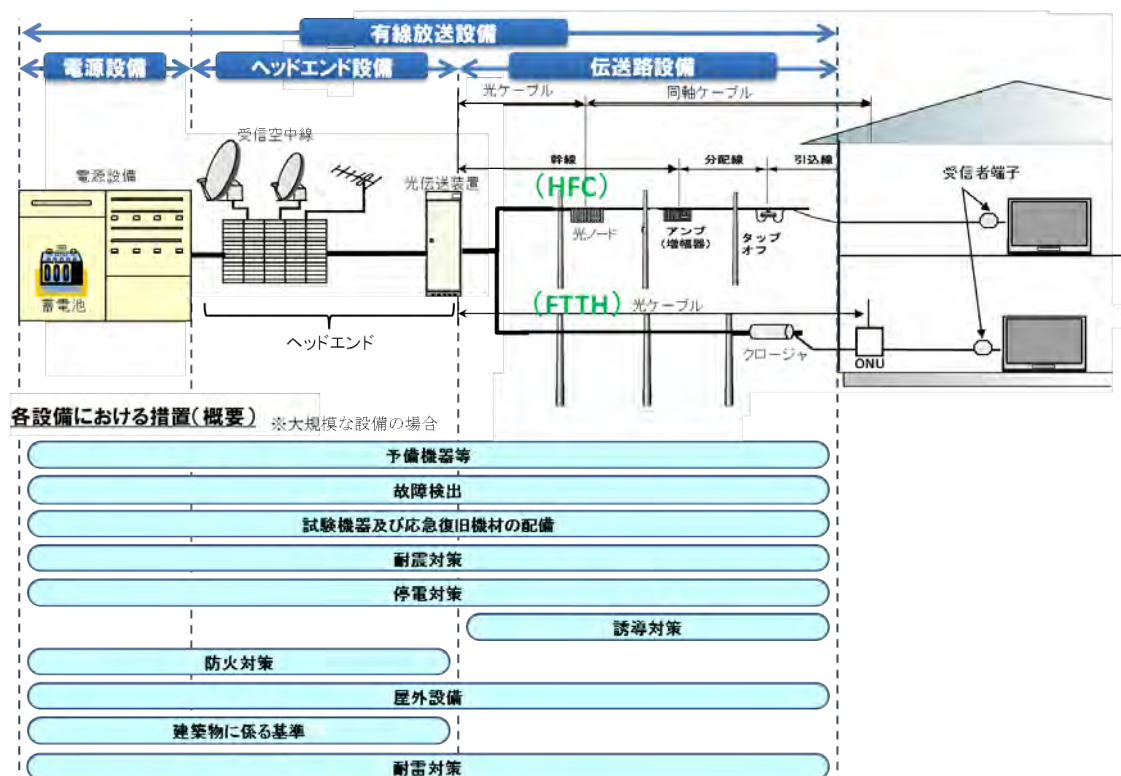 有線放送設備
電源設備
ヘッドエンド設備
伝送路設備
光ケーブル
同軸ケーブル
受信空中線
幹線
分配線
引込線
電源設備
光伝送装置
(HFC)
受信者端子
光ノード
アンプ
(増幅器)
タップ
オフ
蓄電池
(FTTH)
光ケーブル
ヘッドエンド
クロージャ
ONU
各設備における措置(概要)
※大規模な設備の場合
予備機器等
故障検出
試験機器及び応急復旧機材の配備
耐震対策
停電対策
誘導対策
防火対策
屋外設備
建築物に係る基準
耐雷対策